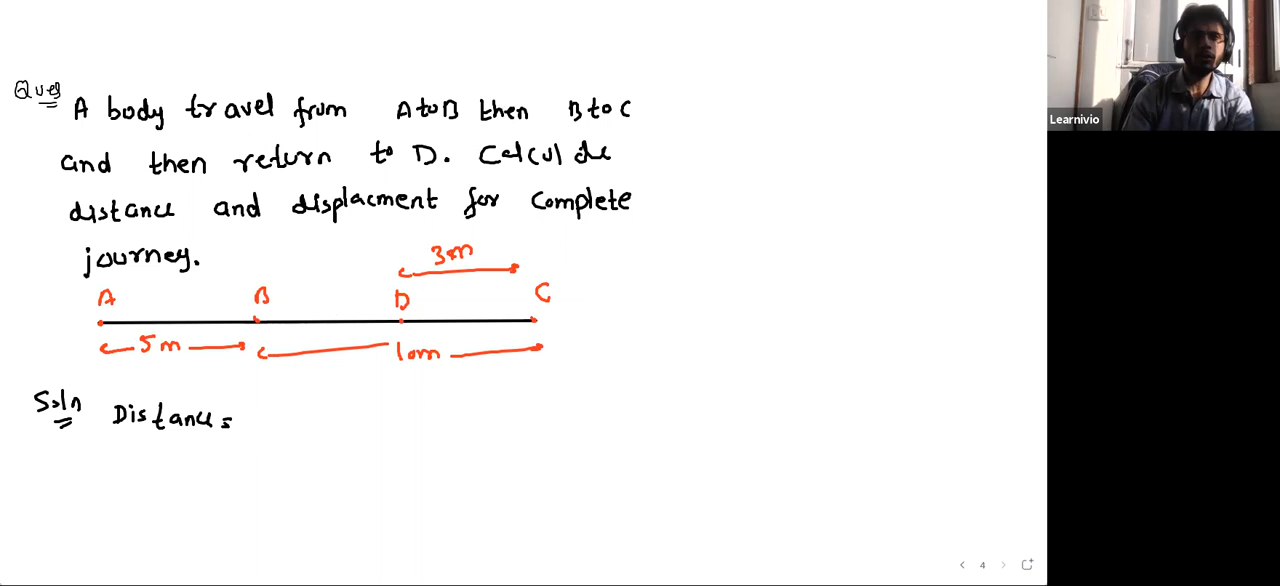 Ques
A body travel from A to B then B to C
and then return to D. Calculate
distance and displacment for complete
journey.
3m
A B D C
5m 10m
Soln Distance =
Learnivio
4